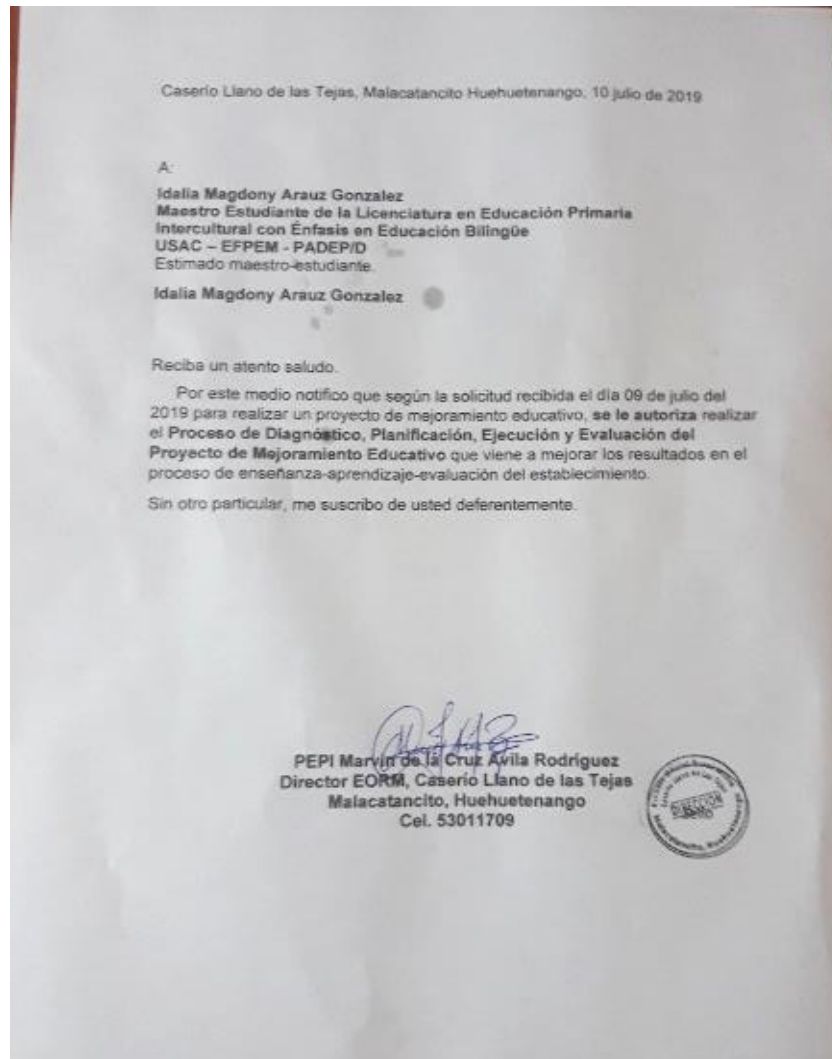 Caserío Llano de las Tejas, Malacatancito Huehuetenango, 10 julio de 2019
A:
Idalia Magdony Arauz Gonzalez
Maestro Estudiante de la Licenciatura en Educación Primaria
Intercultural con Énfasis en Educación Bilingüe
USAC – EFPEM - PADEP/D
Estimado maestro-estudiante.
Idalia Magdony Arauz Gonzalez
Reciba un atento saludo.
Por este medio notifico que según la solicitud recibida el día 09 de julio del
2019 para realizar un proyecto de mejoramiento educativo, se le autoriza realizar
el Proceso de Diagnóstico, Planificación, Ejecución y Evaluación del
Proyecto de Mejoramiento Educativo que viene a mejorar los resultados en el
proceso de enseñanza-aprendizaje-evaluación del establecimiento.
Sin otro particular, me suscribo de usted deferentemente.
PEPI Marvin de la Cruz Avila Rodríguez
Director EORM, Caserío Llano de las Tejas
Malacatancito, Huehuetenango
Cel. 53011709
DIRECCION